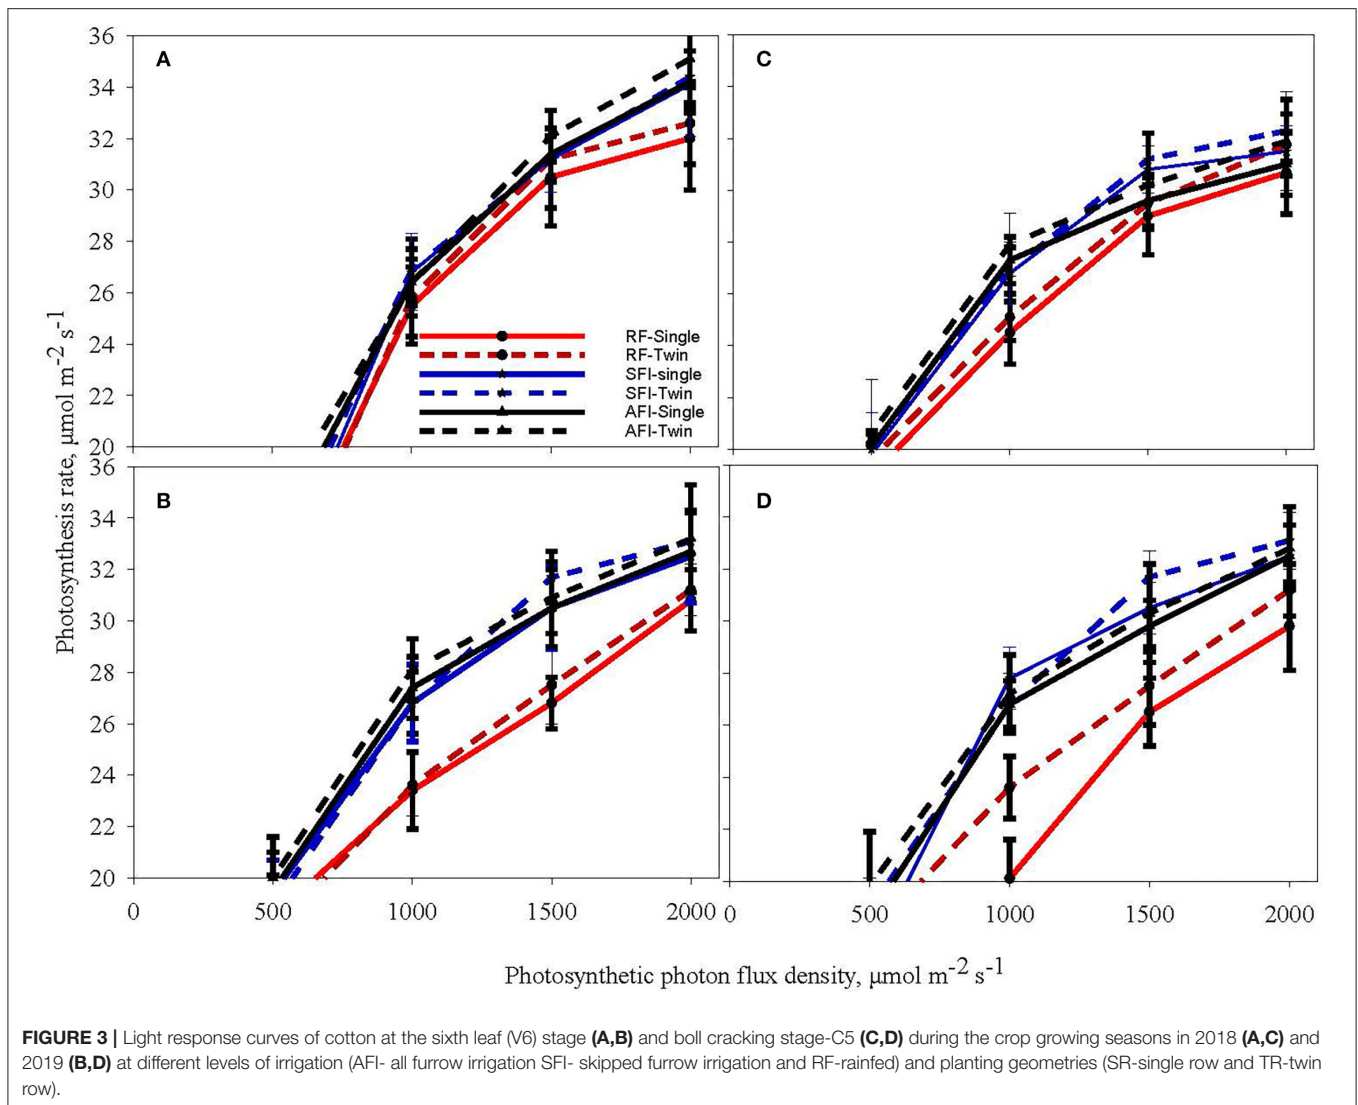 A
C
36
34
32
30
28
26
24
22
20
RF-Single
RF-Twin
SFI-single
SFI-Twin
AFI-Single
AFI-Twin
Photosynthesis rate, µmol m⁻² s⁻¹
B
D
36
34
32
30
28
26
24
22
20
0 500 1000 1500 2000
0 500 1000 1500 2000
Photosynthetic photon flux density, µmol m⁻² s⁻¹
FIGURE 3 | Light response curves of cotton at the sixth leaf (V6) stage (A,B) and boll cracking stage-C5 (C,D) during the crop growing seasons in 2018 (A,C) and
2019 (B,D) at different levels of irrigation (AFI- all furrow irrigation SFI- skipped furrow irrigation and RF-rainfed) and planting geometries (SR-single row and TR-twin
row).